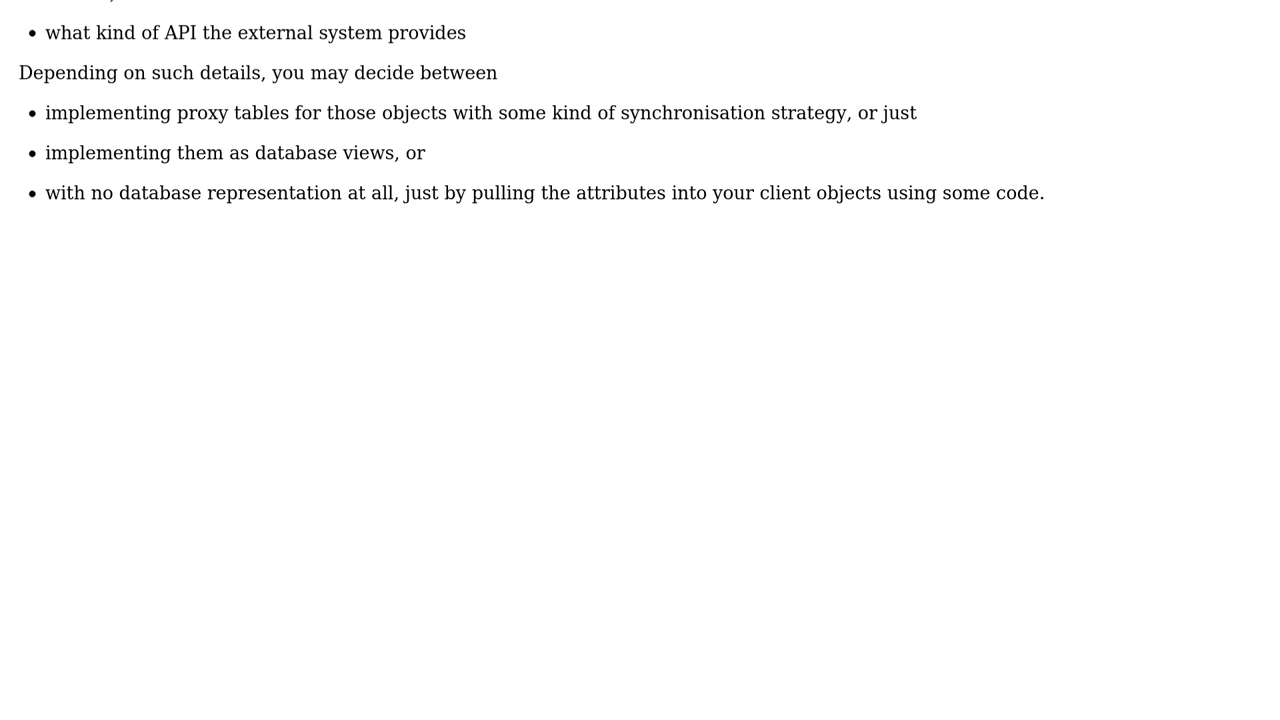 • what kind of API the external system provides
Depending on such details, you may decide between
• implementing proxy tables for those objects with some kind of synchronisation strategy, or just
• implementing them as database views, or
• with no database representation at all, just by pulling the attributes into your client objects using some code.